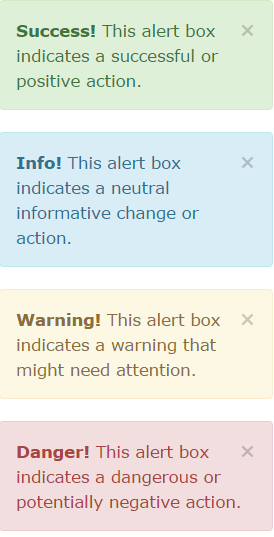 Success! This alert box ×
indicates a successful or
positive action.
Info! This alert box ×
indicates a neutral
informative change or
action.
Warning! This alert box ×
indicates a warning that
might need attention.
Danger! This alert box ×
indicates a dangerous or
potentially negative action.